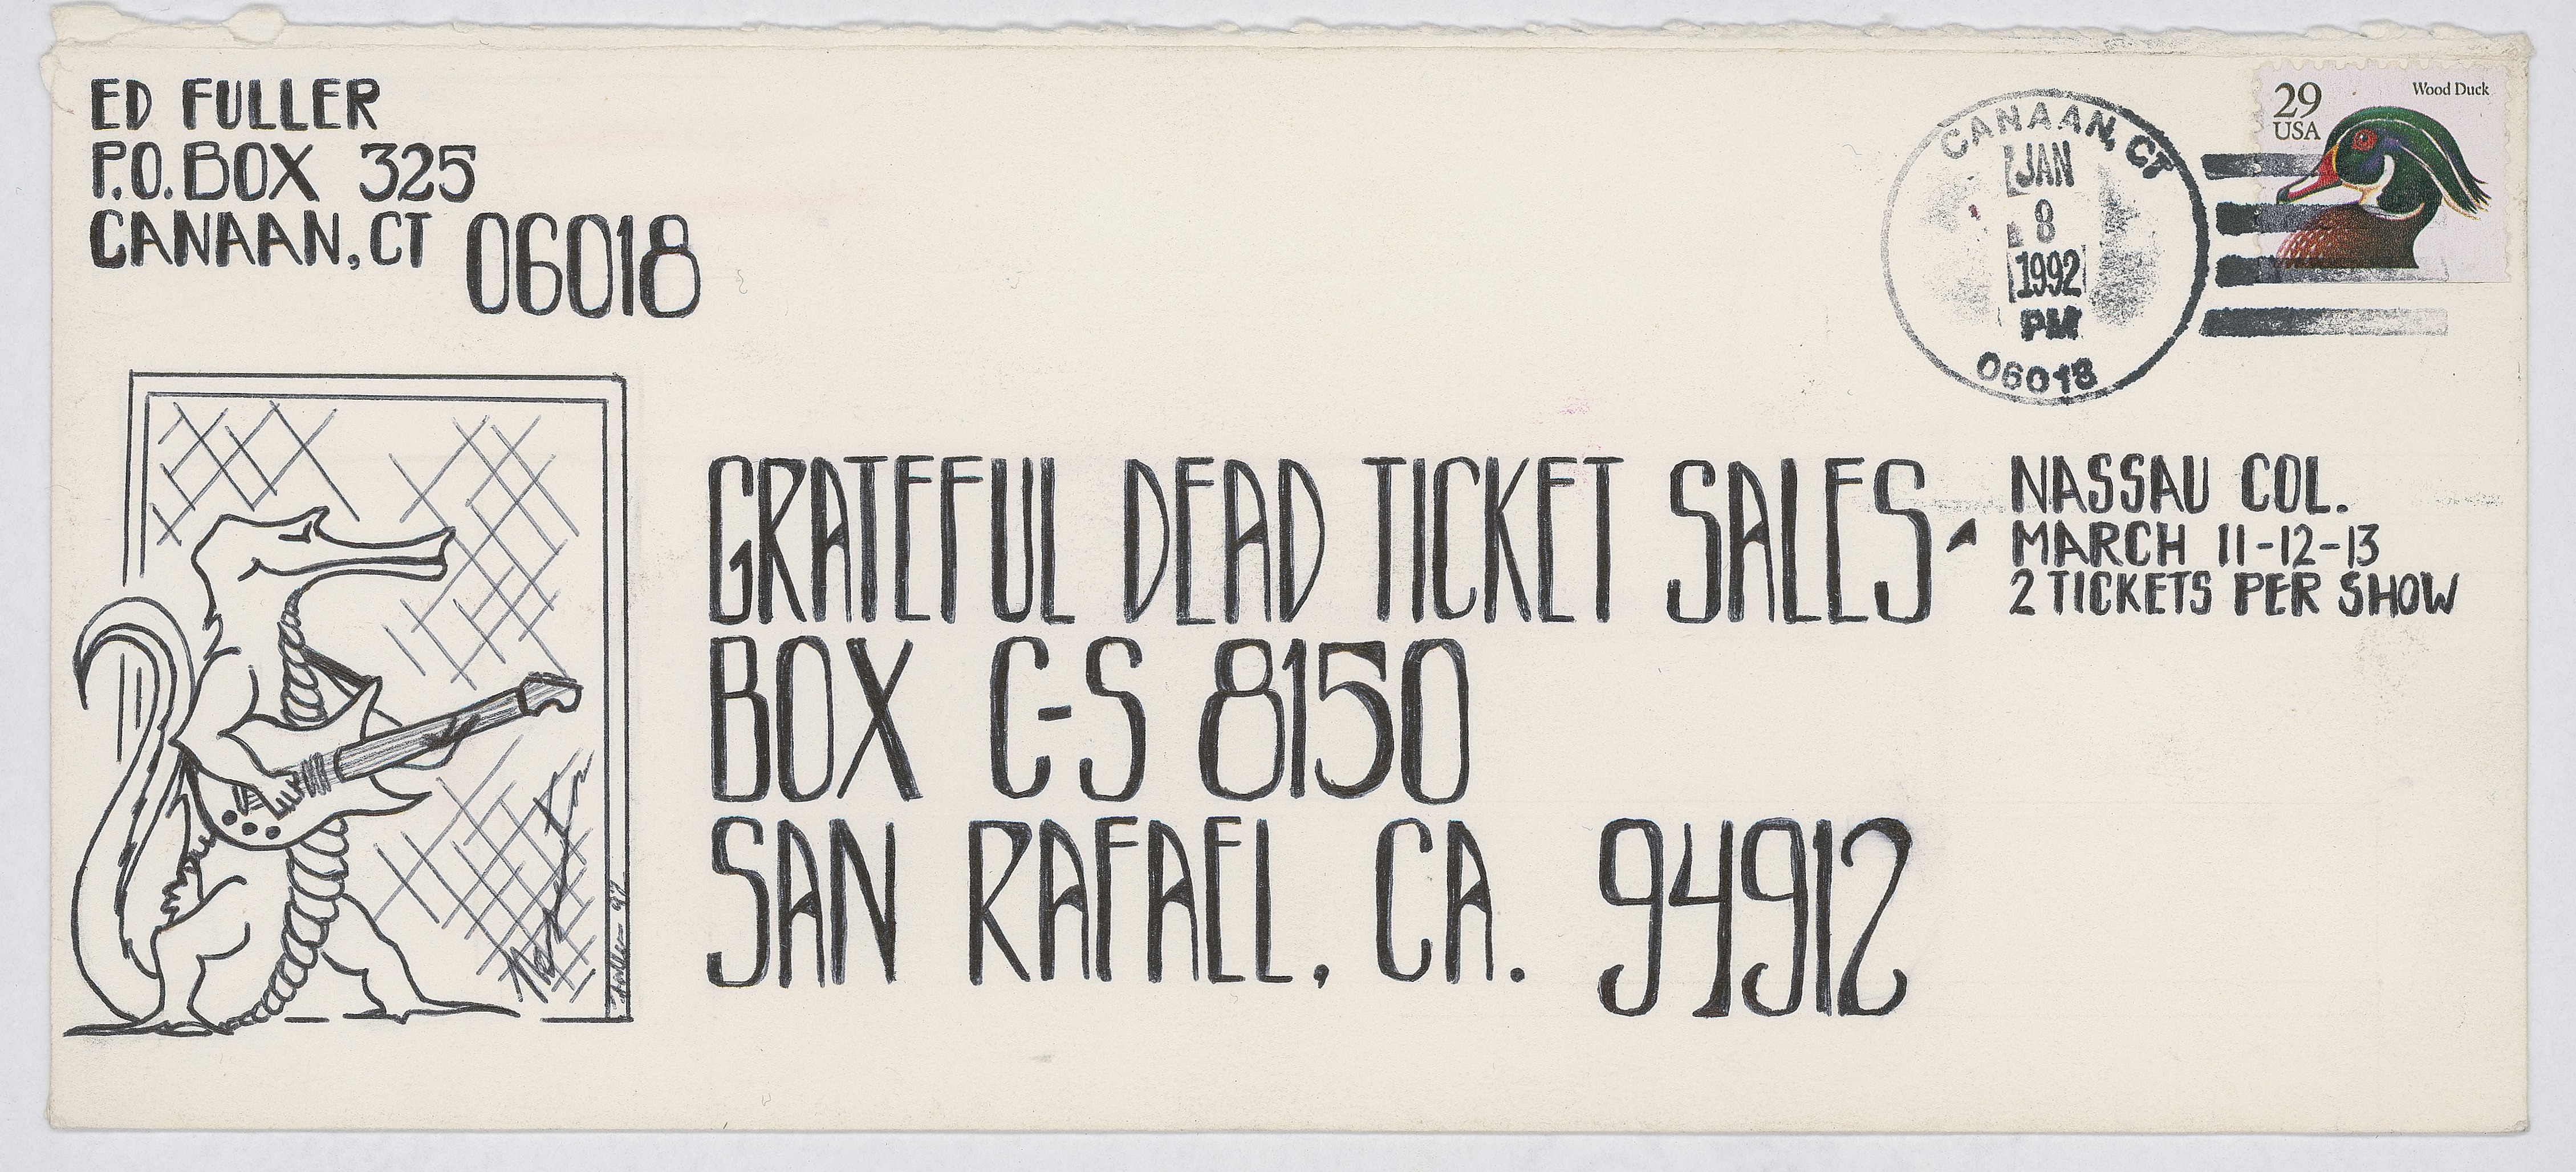 ED FULLER
P.O. BOX 325
CANAAN, CT 06018
CANAAN, CT
JAN
8
1992
PM
06018
29
USA
Wood Duck
GRATEFUL DEAD TICKET SALES-
BOX C-S 8150
SAN RAFAEL, CA. 94912
NASSAU COL.
MARCH 11-12-13
2 TICKETS PER SHOW